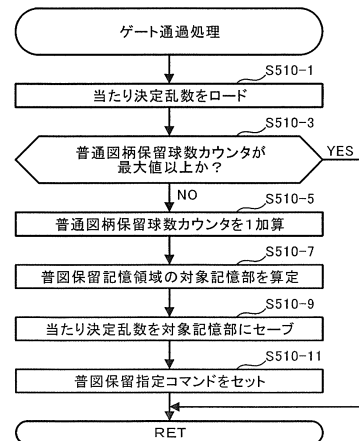 ゲート通過処理
S510-1
当たり決定乱数をロード
S510-3
普通図柄保留球数カウンタが
最大値以上か？
YES
NO
S510-5
普通図柄保留球数カウンタを1加算
S510-7
普図保留記憶領域の対象記憶部を算定
S510-9
当たり決定乱数を対象記憶部にセーブ
S510-11
普図保留指定コマンドをセット
RET